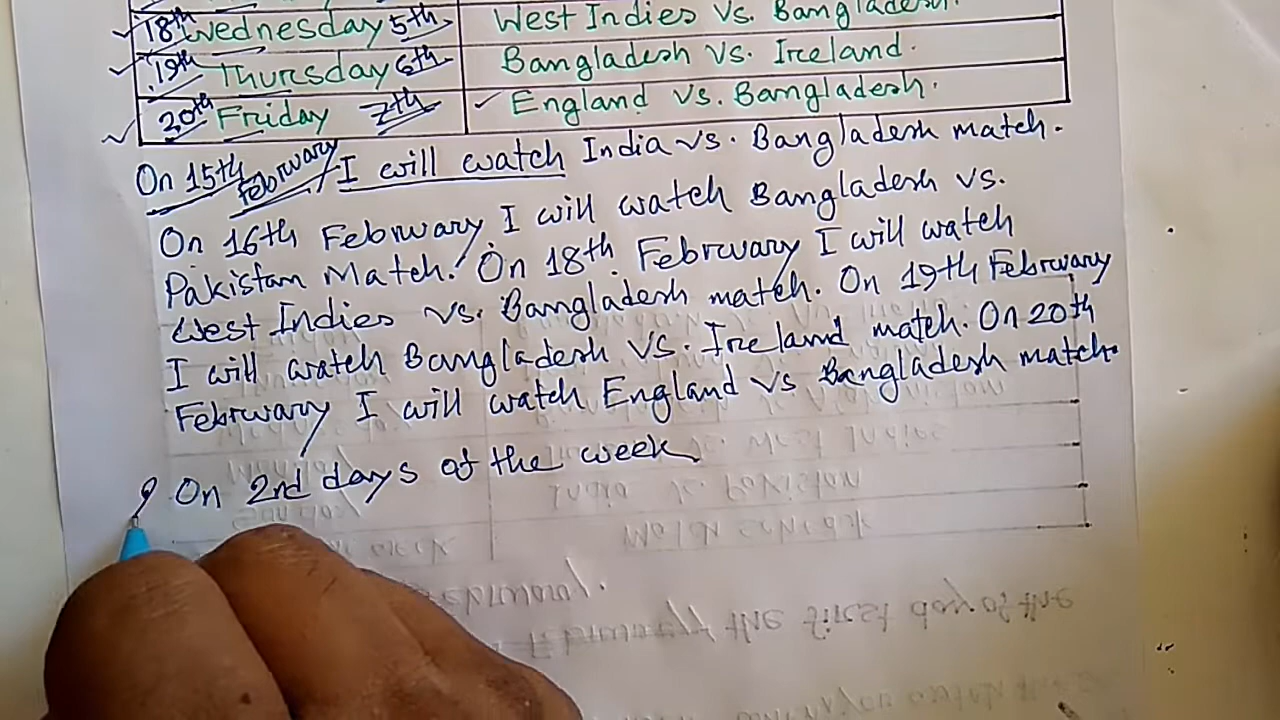 18th Wednesday 5th West Indies Vs. Bangladesh.
19th Thursday 6th Bangladesh Vs. Ireland.
20th Friday 7th England Vs. Bangladesh.
On 15th February I will watch India vs. Bangladesh match.
On 16th February I will watch Bangladesh vs.
Pakistan Match. On 18th February I will watch
West Indies vs. Bangladesh match. On 19th February
I will watch Bangladesh Vs. Ireland match. On 20th
February I will watch England Vs Bangladesh match.
On 2nd days of the week